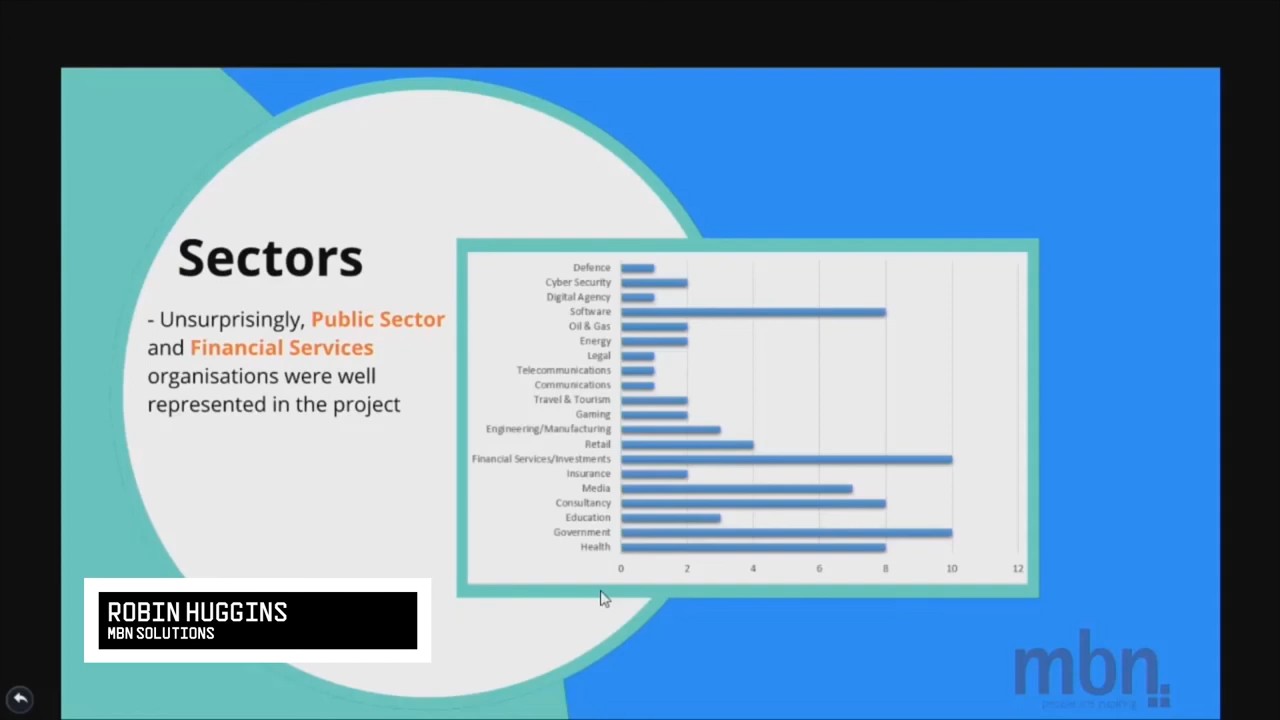 Sectors
- Unsurprisingly, Public Sector
and Financial Services
organisations were well
represented in the project
Defence
Cyber Security
Digital Agency
Software
Oil & Gas
Energy
Legal
Telecommunications
Communications
Travel & Tourism
Gaming
Engineering/Manufacturing
Retail
Financial Services/Investments
Insurance
Media
Consultancy
Education
Government
Health
0 2 4 6 8 10 12
ROBIN HUGGINS
MBN SOLUTIONS
mbn